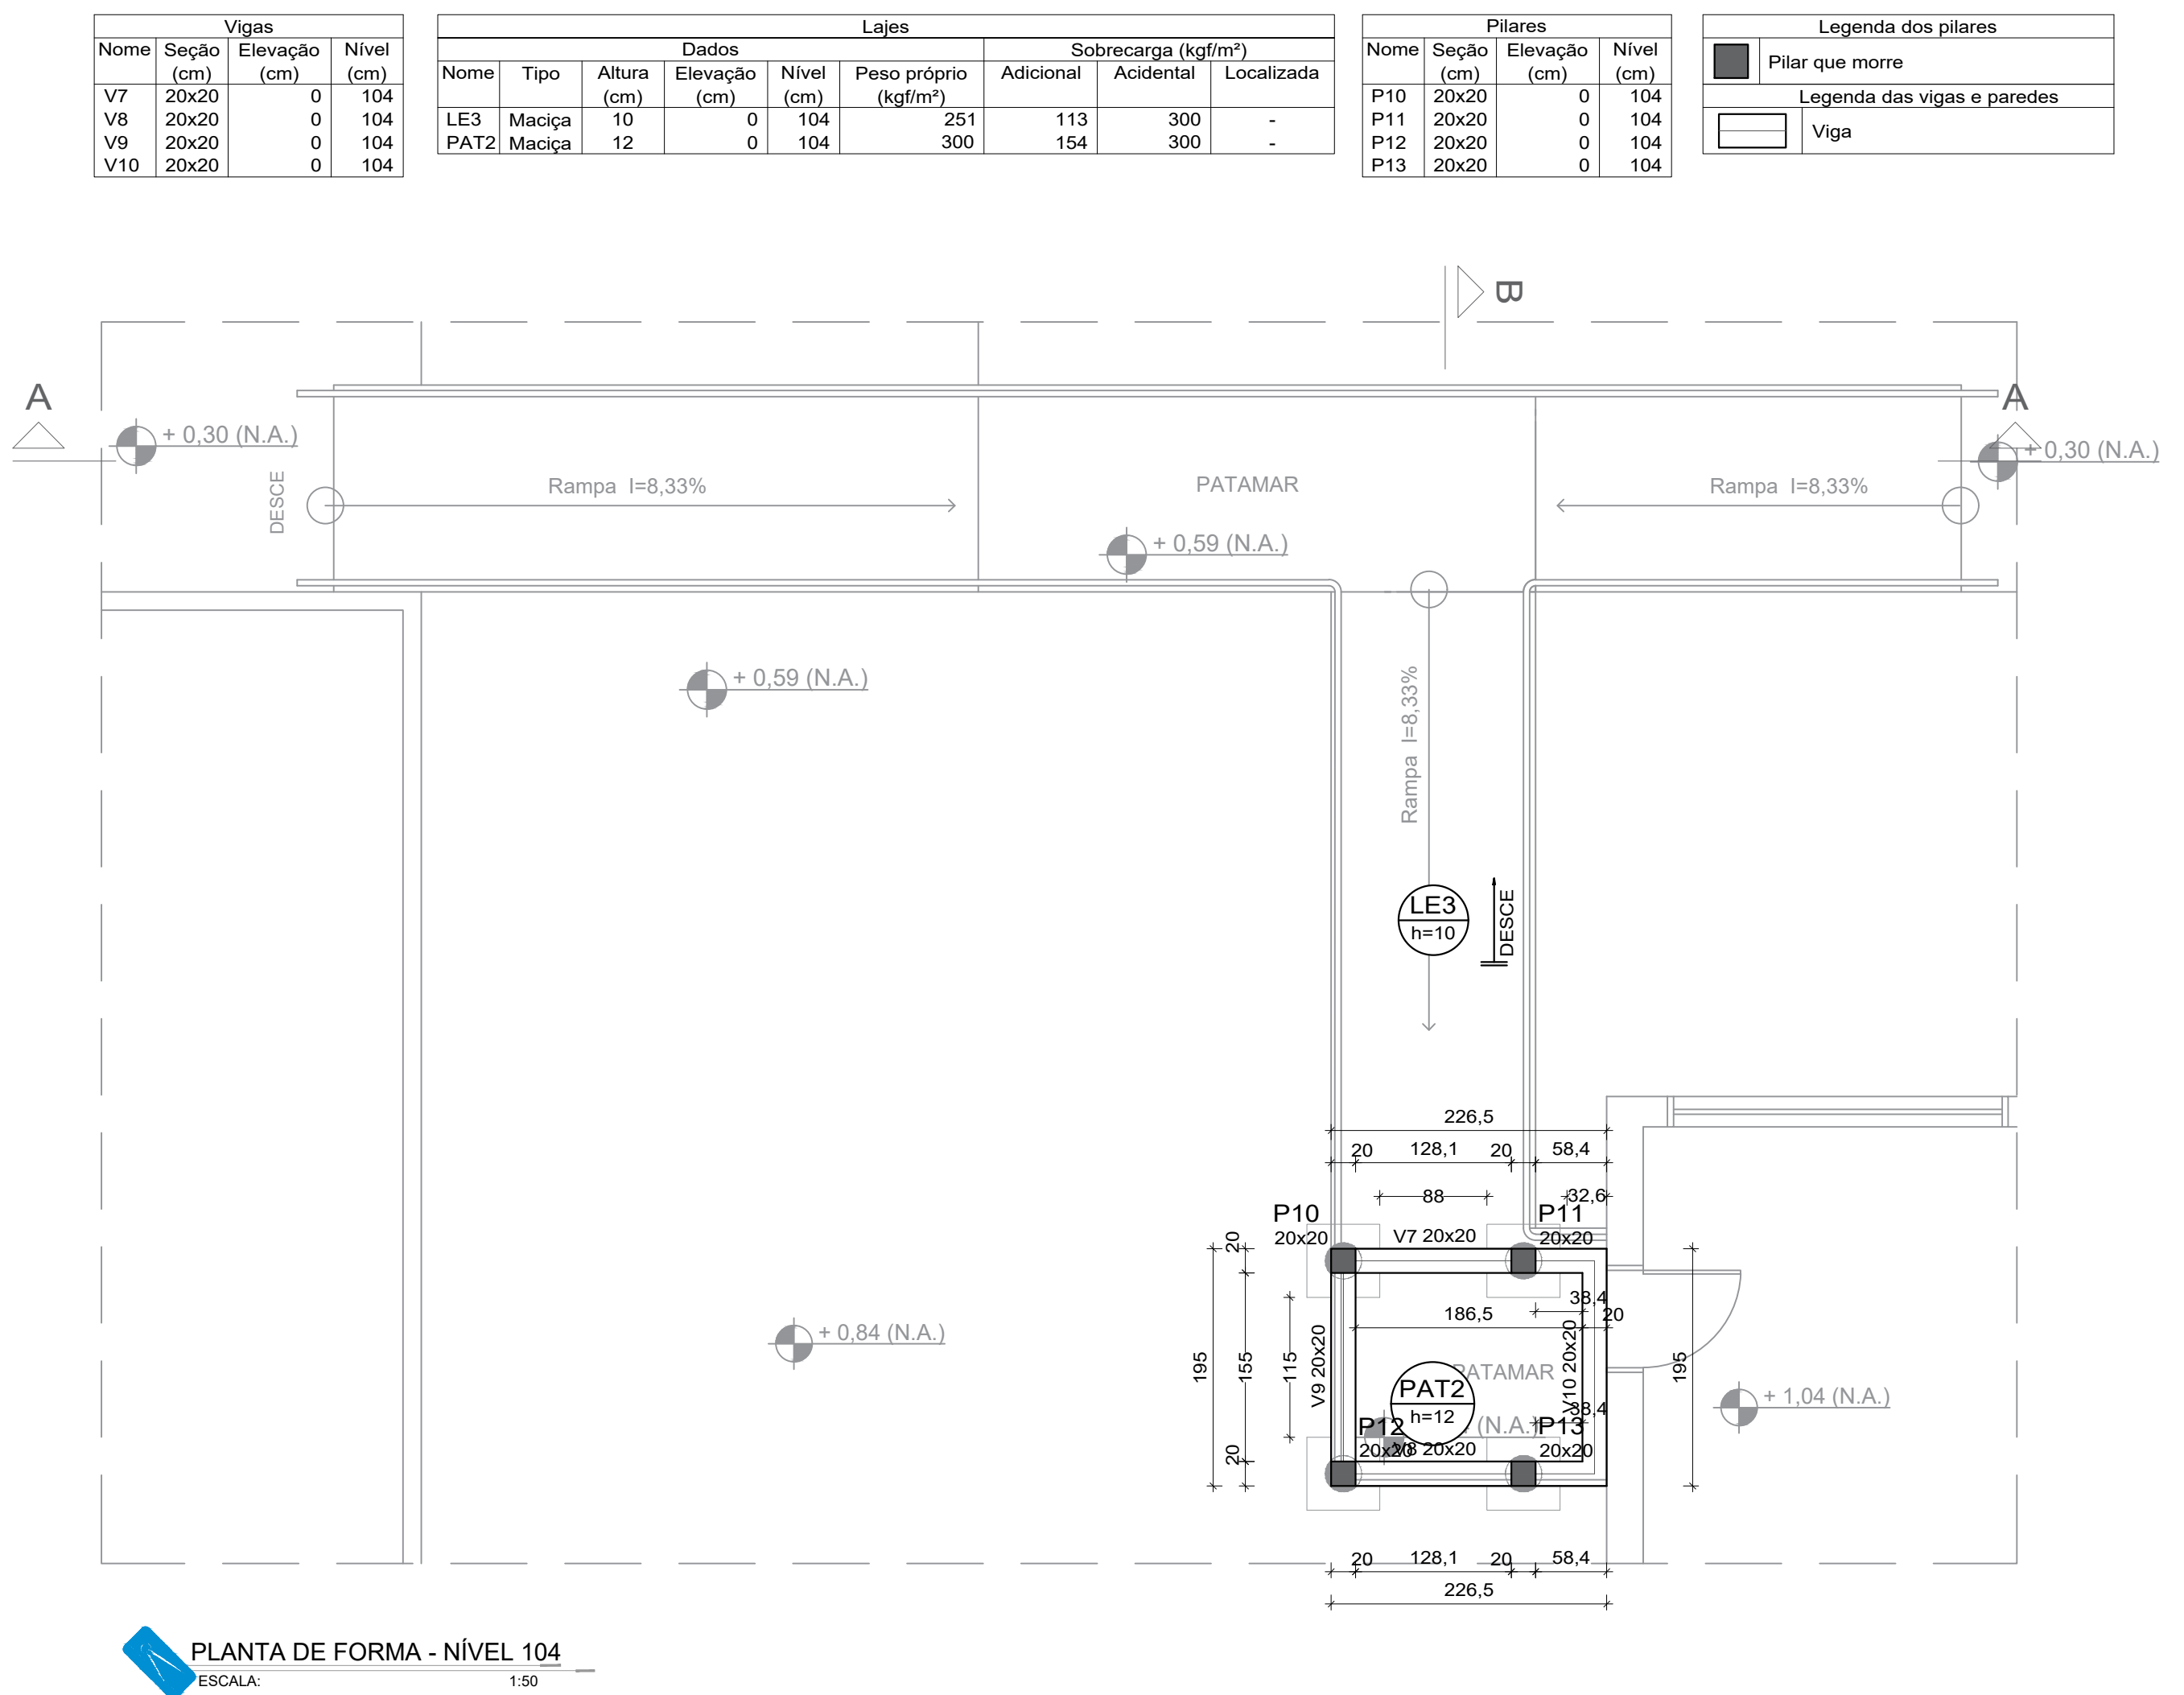 Vigas
Nome Seção (cm) Elevação (cm) Nível (cm)
V7 20x20 0 104
V8 20x20 0 104
V9 20x20 0 104
V10 20x20 0 104
Lajes
Dados Sobrecarga (kgf/m²)
Nome Tipo Altura (cm) Elevação (cm) Nível (cm) Peso próprio (kgf/m²) Adicional Acidental Localizada
LE3 Maciça 10 0 104 251 113 300 -
PAT2 Maciça 12 0 104 300 154 300 -
Pilares
Nome Seção (cm) Elevação (cm) Nível (cm)
P10 20x20 0 104
P11 20x20 0 104
P12 20x20 0 104
P13 20x20 0 104
Legenda dos pilares
Pilar que morre
Legenda das vigas e paredes
Viga
B
A
A
+ 0,30 (N.A.)
+ 0,30 (N.A.)
DESCE
Rampa I=8,33%
PATAMAR
Rampa I=8,33%
+ 0,59 (N.A.)
+ 0,59 (N.A.)
Rampa I=8,33%
LE3
h=10
DESCE
226,5
20 128,1 20 58,4
88 32,6
P10
20x20
V7 20x20
P11
20x20
20
195
155
115
20
V9 20x20
186,5
38,4
20
V10 20x20
195
+ 0,84 (N.A.)
PATAMAR
PAT2
h=12
38,4
+ 1,04 (N.A.)
P12
20x20
(N.A.)
V8 20x20
P13
20x20
20 128,1 20 58,4
226,5
PLANTA DE FORMA - NÍVEL 104
ESCALA: 1:50